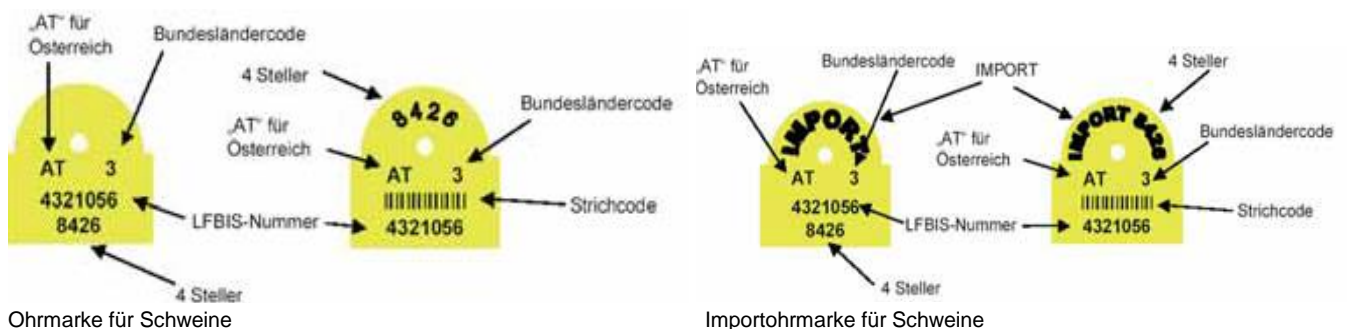 „AT“ für
Österreich
Bundesländercode
AT 3
4321056
8426
LFBIS-Nummer
4 Steller
4 Steller
8426
„AT“ für
Österreich
Bundesländercode
AT 3
4321056
Strichcode
Ohrmarke für Schweine
„AT“ für
Österreich
Bundesländercode
IMPORT
IMPORT
AT 3
4321056
8426
LFBIS-Nummer
4 Steller
4 Steller
IMPORT 8426
„AT“ für
Österreich
Bundesländercode
AT 3
4321056
Strichcode
Importohrmarke für Schweine